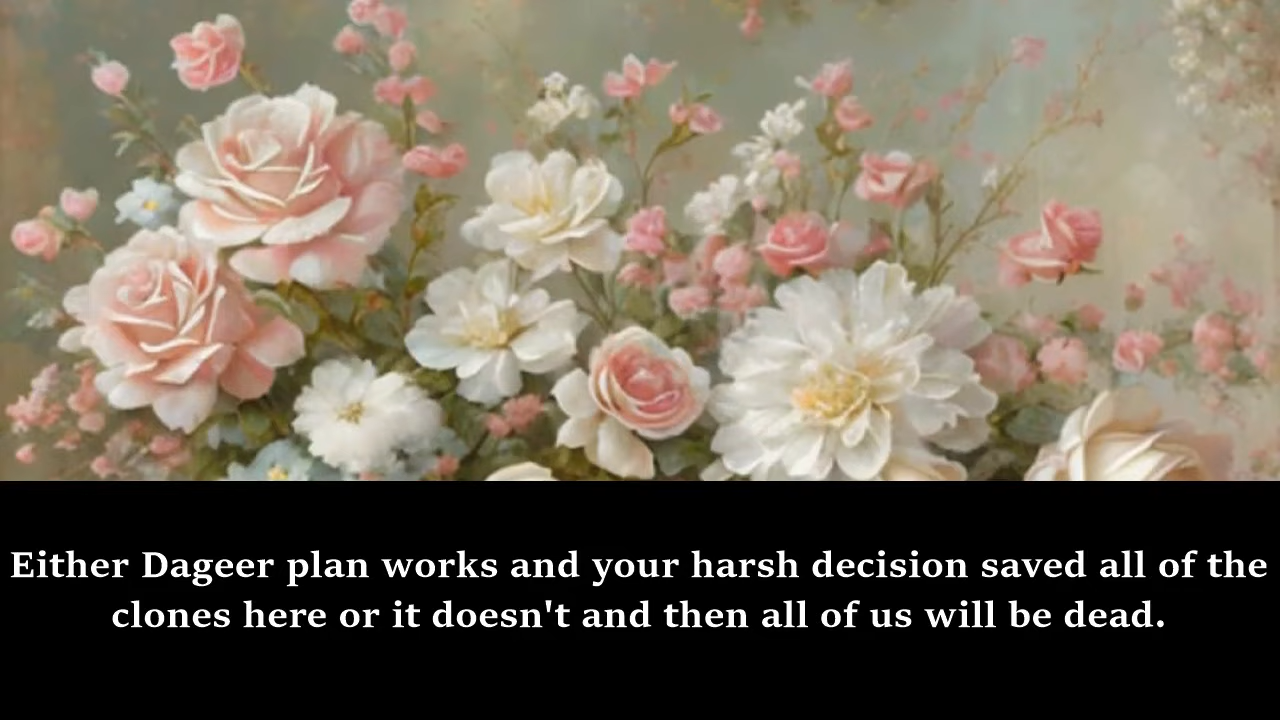 Either Dageer plan works and your harsh decision saved all of the
clones here or it doesn't and then all of us will be dead.